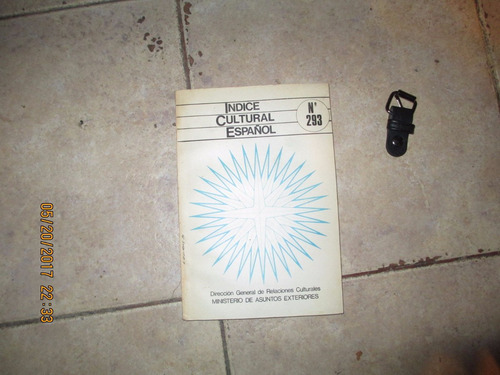 INDICE
CULTURAL
ESPAÑOL
N°
293
Dirección General de Relaciones Culturales
MINISTERIO DE ASUNTOS EXTERIORES
05/20/2017 22:33